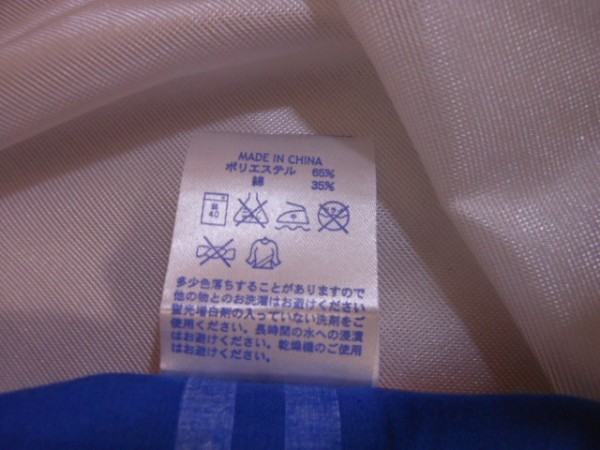 MADE IN CHINA
ポリエステル 65%
綿 35%
40
多少色落ちすることがありますので
他の物とのお洗濯はお避けください
蛍光増白剤の入っていない洗剤をご
使用ください。長時間の水への浸漬
はお避けください。乾燥機のご使用
はお避けください。